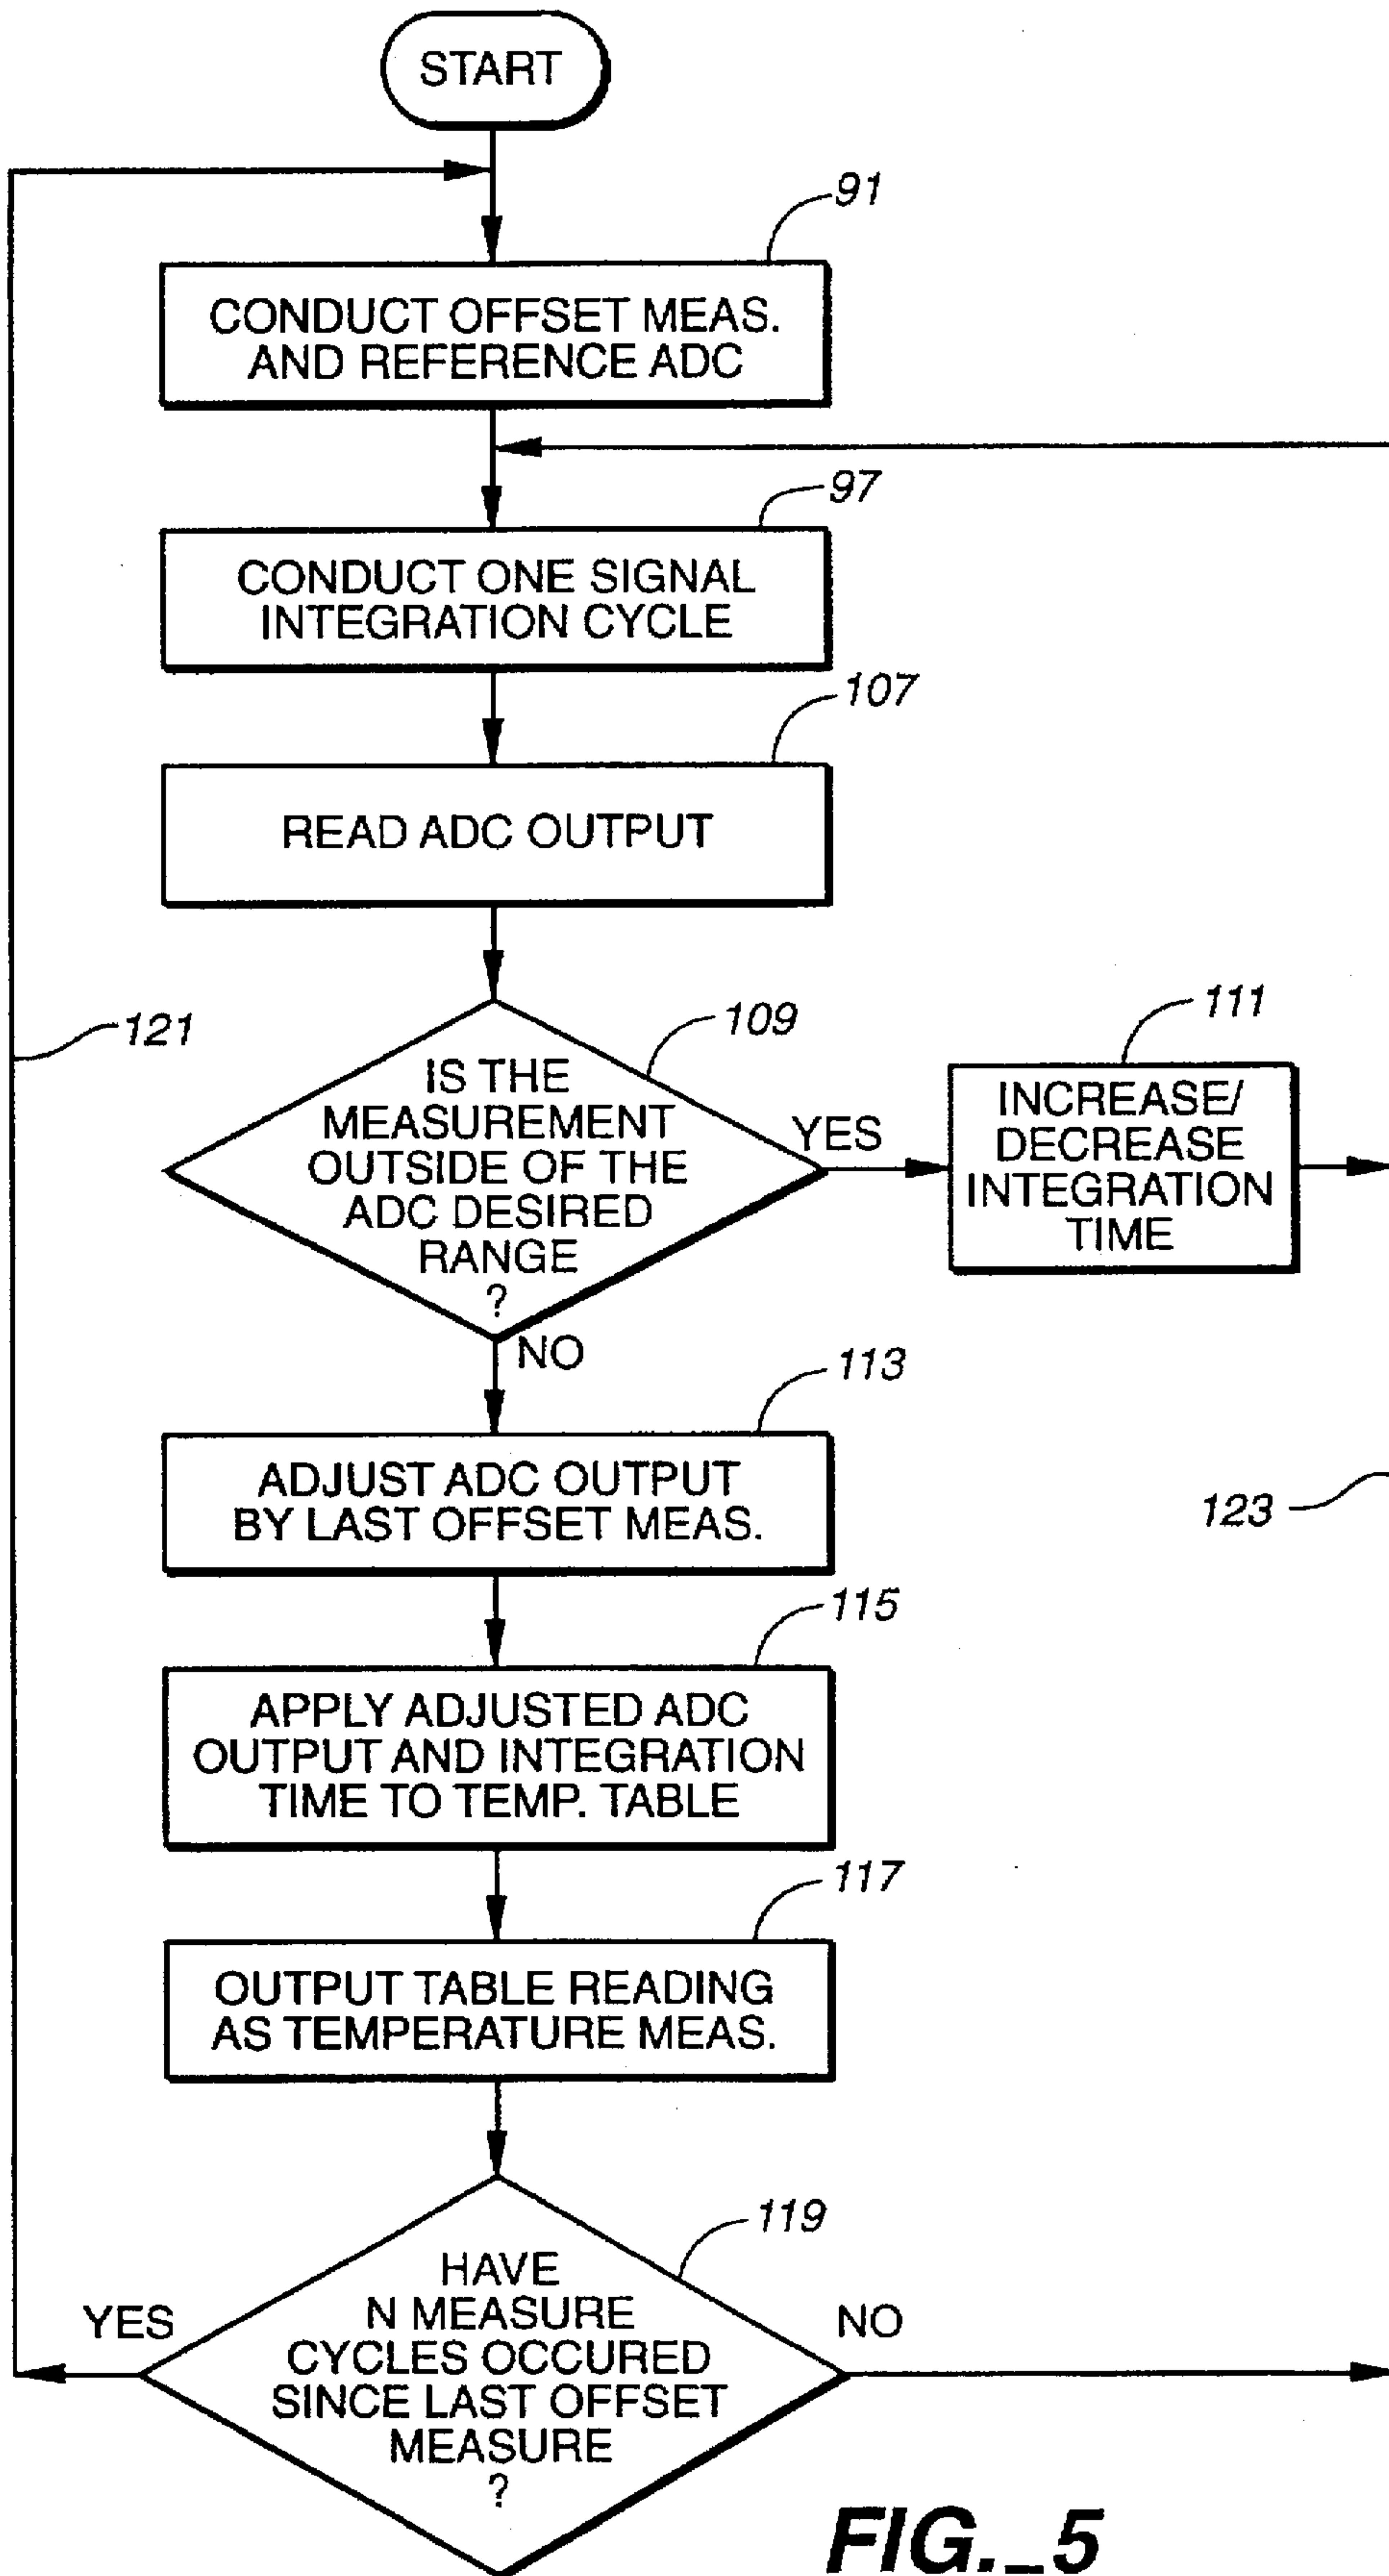 START
91
CONDUCT OFFSET MEAS.
AND REFERENCE ADC
97
CONDUCT ONE SIGNAL
INTEGRATION CYCLE
107
READ ADC OUTPUT
121
109
IS THE
MEASUREMENT
OUTSIDE OF THE
ADC DESIRED
RANGE
?
YES
111
INCREASE/
DECREASE
INTEGRATION
TIME
NO
113
ADJUST ADC OUTPUT
BY LAST OFFSET MEAS.
123
115
APPLY ADJUSTED ADC
OUTPUT AND INTEGRATION
TIME TO TEMP. TABLE
117
OUTPUT TABLE READING
AS TEMPERATURE MEAS.
119
HAVE
N MEASURE
CYCLES OCCURED
SINCE LAST OFFSET
MEASURE
?
YES
NO
FIG._5